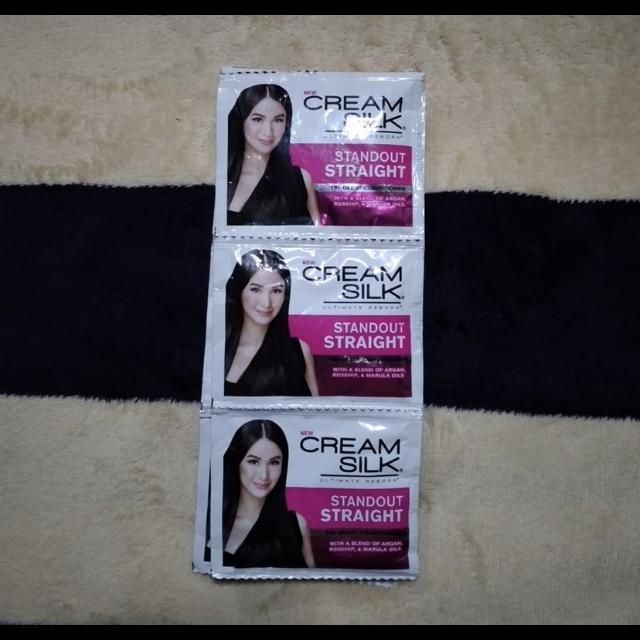 NEW
CREAM
SILK
ULTIMATE REBORN
STANDOUT
STRAIGHT
TRI-OLEO CONDITIONER
WITH A BLEND OF ARGAN,
ROSEHIP, & MARULA OILS
NEW
CREAM
SILK
ULTIMATE REBORN
STANDOUT
STRAIGHT
WITH A BLEND OF ARGAN,
ROSEHIP, & MARULA OILS
NEW
CREAM
SILK
ULTIMATE REBORN
STANDOUT
STRAIGHT
WITH A BLEND OF ARGAN,
ROSEHIP, & MARULA OILS